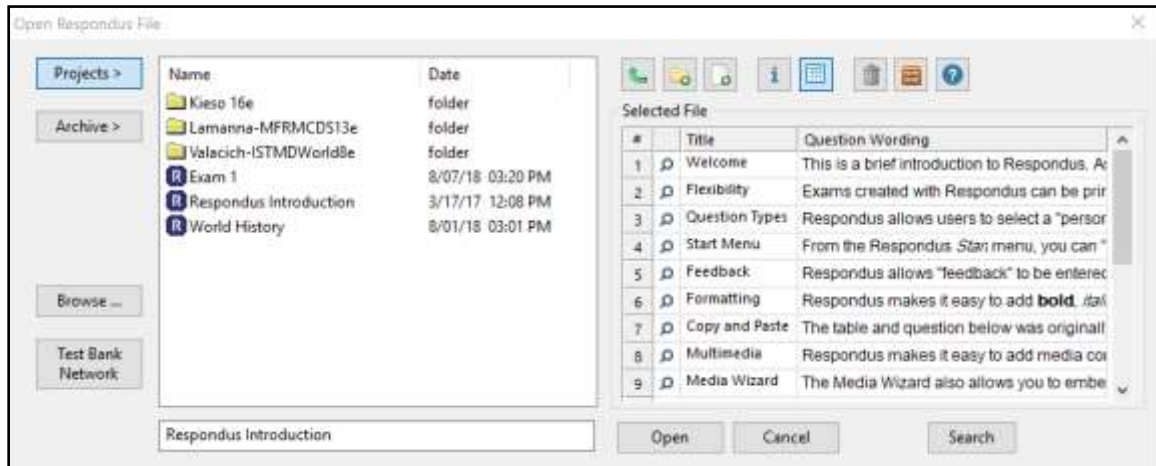 Open Respondus File
Projects >
Archive >
Browse ...
Test Bank
Network
Name Date
Kieso 16e folder
Lamanna-MFRMCDS13e folder
Valacich-ISTMDWorld8e folder
R Exam 1 8/07/18 03:20 PM
R Respondus Introduction 3/17/17 12:08 PM
R World History 8/01/18 03:01 PM
Respondus Introduction
Selected File
# Title Question Wording
1 Welcome This is a brief introduction to Respondus. Ac
2 Flexibility Exams created with Respondus can be prin
3 Question Types Respondus allows users to select a "person
4 Start Menu From the Respondus Start menu, you can "
5 Feedback Respondus allows "feedback" to be entered
6 Formatting Respondus makes it easy to add bold, itali
7 Copy and Paste The table and question below was originall
8 Multimedia Respondus makes it easy to add media
9 Media Wizard The Media Wizard also allows you to embe
Open Cancel Search